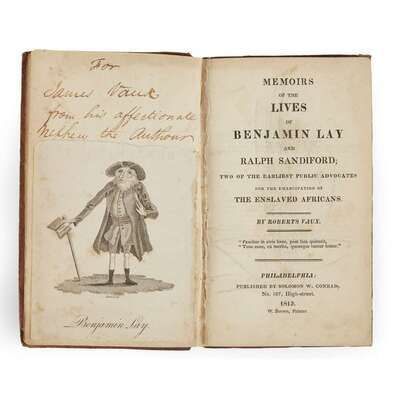 For
James Vaux
from his affectionate
Nephew the Authour
Benjamin Lay.
MEMOIRS
OF THE
LIVES
OF
BENJAMIN LAY
AND
RALPH SANDIFORD;
TWO OF THE EARLIEST PUBLIC ADVOCATES
FOR THE EMANCIPATION OF
THE ENSLAVED AFRICANS.
BY ROBERTS VAUX.
PHILADELPHIA:
PUBLISHED BY SOLOMON W. CONRAD,
No. 187, High-street.
1815.
W. Brown, Printer